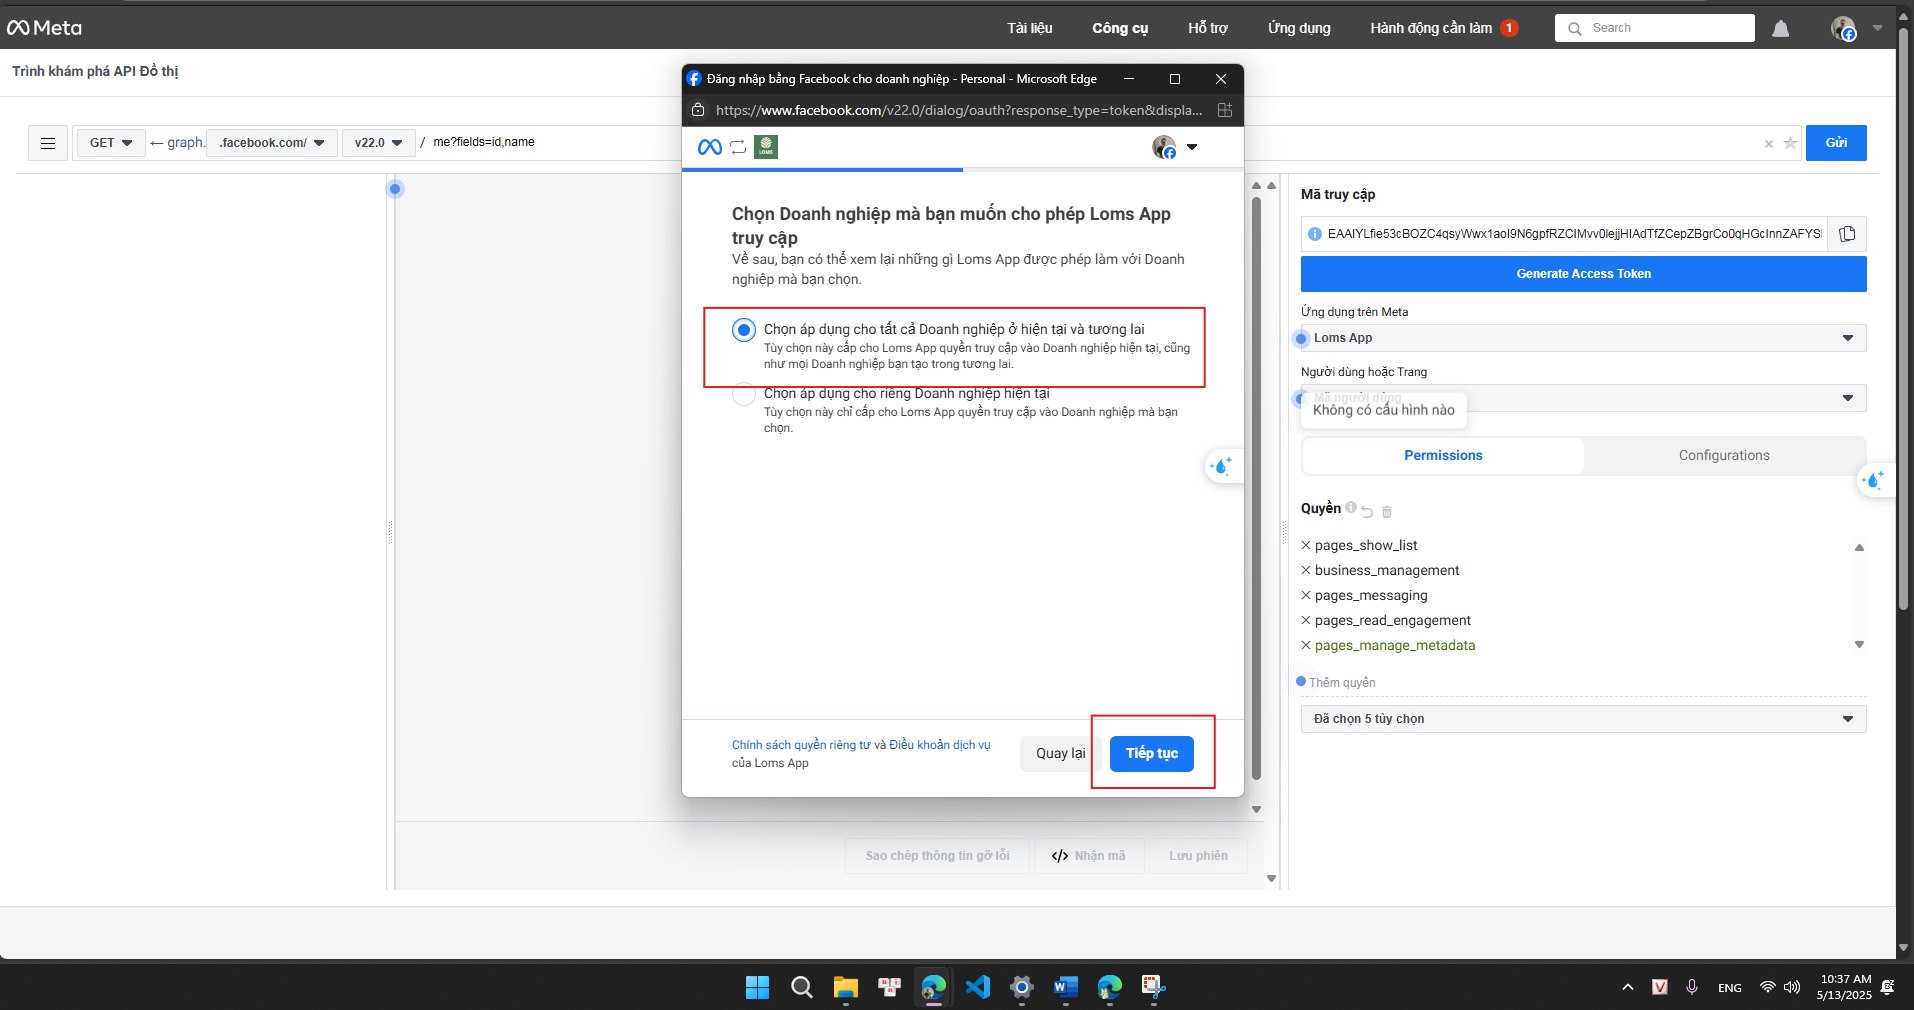 Meta
Tài liệu
Công cụ
Hỗ trợ
Ứng dụng
Hành động cần làm
1
Search
Trình khám phá API Đồ thị
GET
← graph.
.facebook.com/
v22.0
/
me?fields=id,name
Gửi
Đăng nhập bằng Facebook cho doanh nghiệp - Personal - Microsoft Edge
https://www.facebook.com/v22.0/dialog/oauth?response_type=token&displa...
LOMS
Chọn Doanh nghiệp mà bạn muốn cho phép Loms App
truy cập
Về sau, bạn có thể xem lại những gì Loms App được phép làm với Doanh
nghiệp mà bạn chọn.
Chọn áp dụng cho tất cả Doanh nghiệp ở hiện tại và tương lai
Tùy chọn này cấp cho Loms App quyền truy cập vào Doanh nghiệp hiện tại, cũng
như mọi Doanh nghiệp bạn tạo trong tương lai.
Chọn áp dụng cho riêng Doanh nghiệp hiện tại
Tùy chọn này chỉ cấp cho Loms App quyền truy cập vào Doanh nghiệp mà bạn
chọn.
Chính sách quyền riêng tư và Điều khoản dịch vụ
của Loms App
Quay lại
Tiếp tục
Sao chép thông tin gỡ lỗi
</> Nhận mã
Lưu phiên
Mã truy cập
Generate Access Token
Ứng dụng trên Meta
Loms App
Người dùng hoặc Trang
Mã người dùng
Không có cấu hình nào
Permissions
Configurations
Quyền
pages_show_list
business_management
pages_messaging
pages_read_engagement
pages_manage_metadata
Thêm quyền
Đã chọn 5 tùy chọn
ENG
10:37 AM
5/13/2025